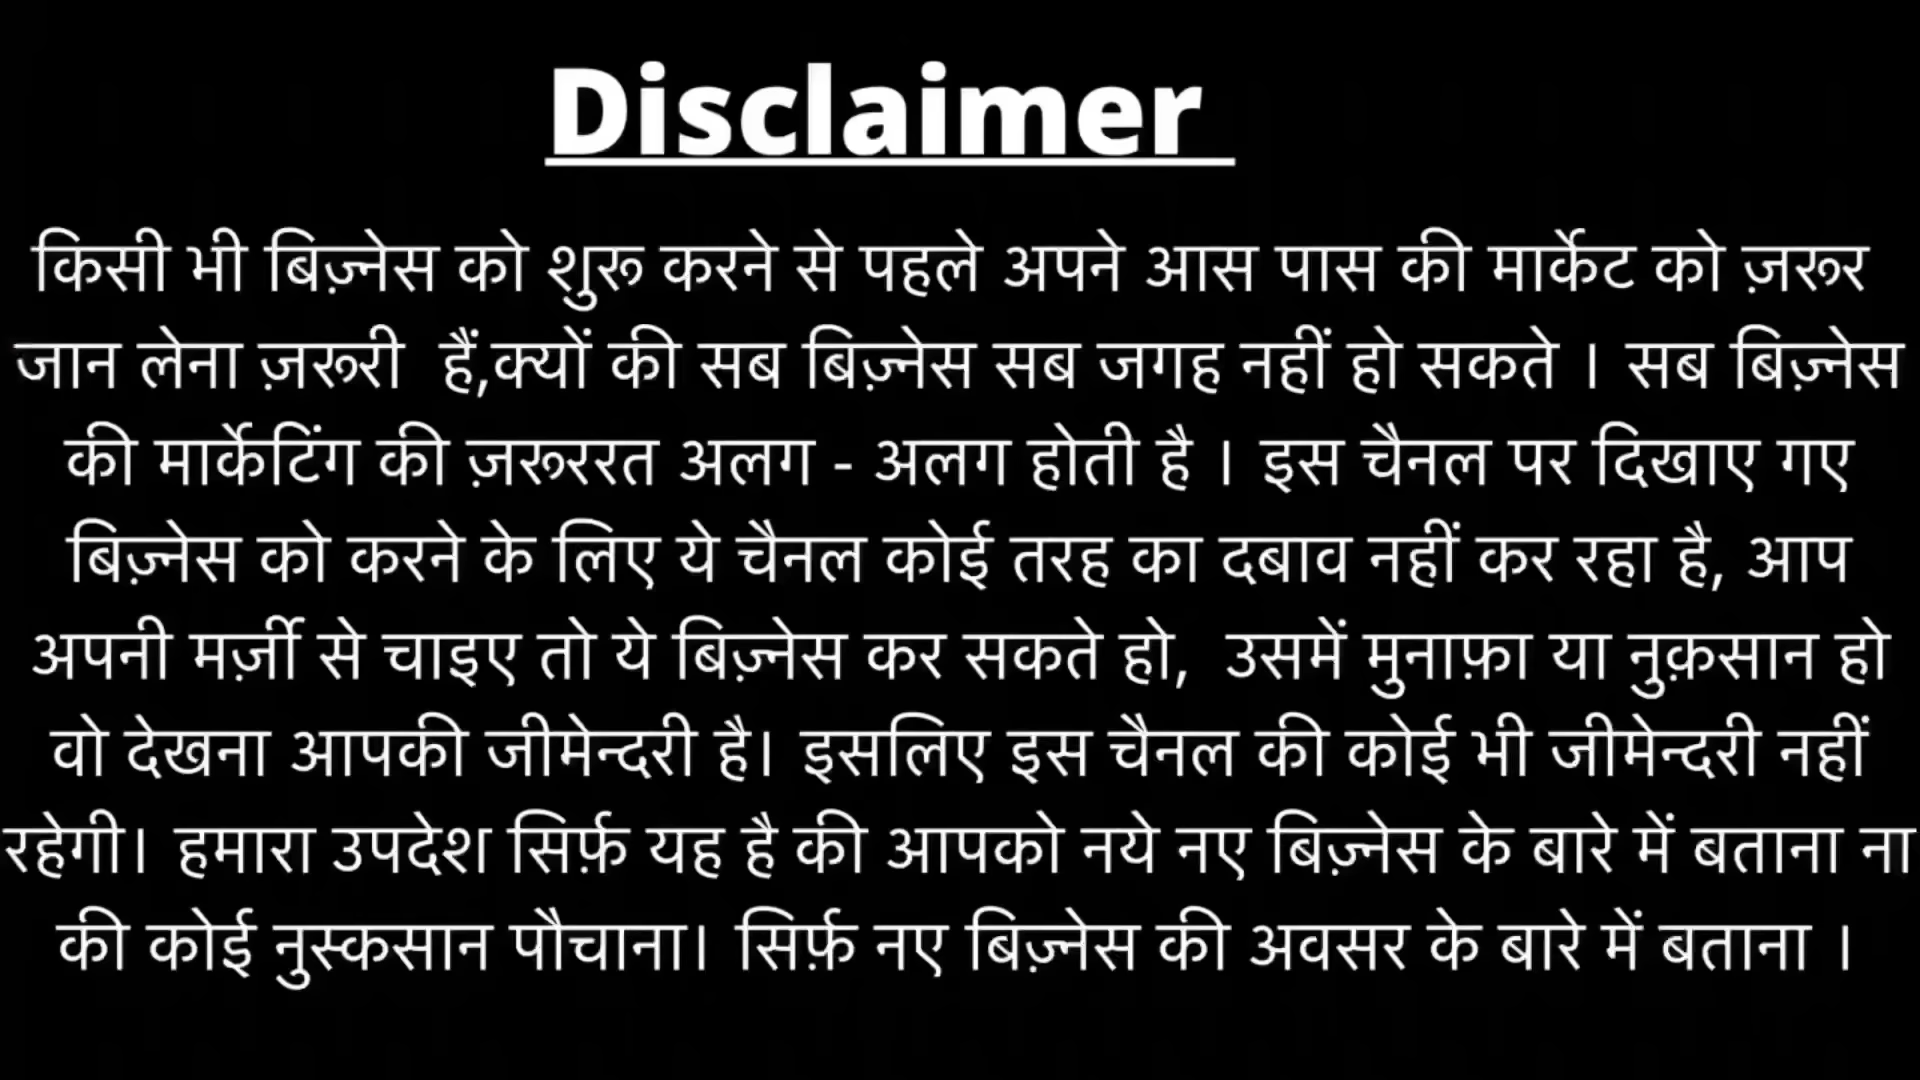 Disclaimer
किसी भी बिज़्नेस को शुरू करने से पहले अपने आस पास की मार्केट को ज़रूर
जान लेना ज़रूरी हैं,क्यों की सब बिज़्नेस सब जगह नहीं हो सकते । सब बिज़्नेस
की मार्केटिंग की ज़रूररत अलग - अलग होती है । इस चैनल पर दिखाए गए
बिज़्नेस को करने के लिए ये चैनल कोई तरह का दबाव नहीं कर रहा है, आप
अपनी मर्ज़ी से चाइए तो ये बिज़्नेस कर सकते हो, उसमें मुनाफ़ा या नुक़सान हो
वो देखना आपकी जीमेन्दरी है। इसलिए इस चैनल की कोई भी जीमेन्दरी नहीं
रहेगी। हमारा उपदेश सिर्फ़ यह है की आपको नये नए बिज़्नेस के बारे में बताना ना
की कोई नुस्कसान पौचाना। सिर्फ़ नए बिज़्नेस की अवसर के बारे में बताना ।